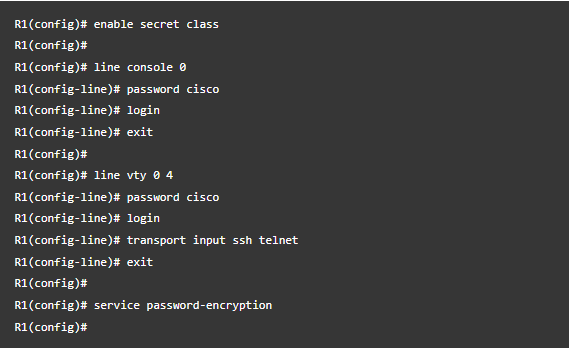 R1(config)# enable secret class
R1(config)#
R1(config)# line console 0
R1(config-line)# password cisco
R1(config-line)# login
R1(config-line)# exit
R1(config)#
R1(config)# line vty 0 4
R1(config-line)# password cisco
R1(config-line)# login
R1(config-line)# transport input ssh telnet
R1(config-line)# exit
R1(config)#
R1(config)# service password-encryption
R1(config)#